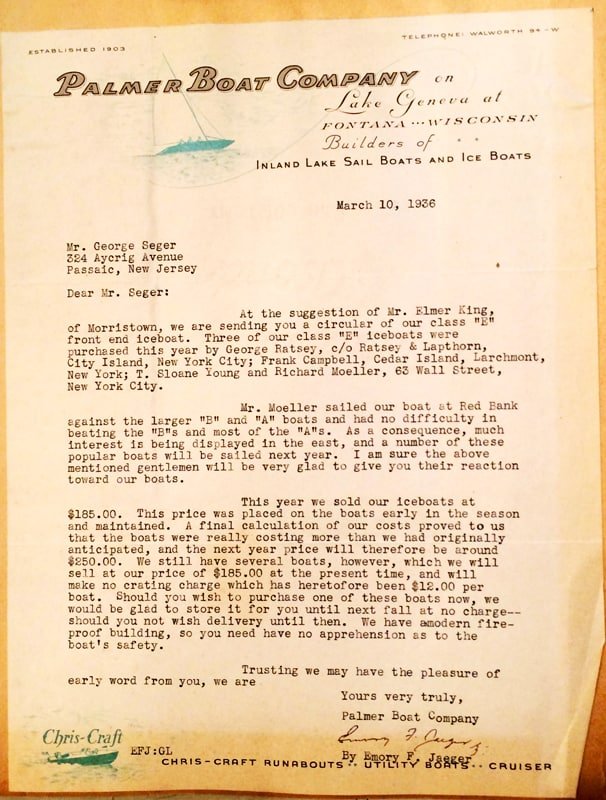 ESTABLISHED 1903
TELEPHONE: WALWORTH 94-W
PALMER BOAT COMPANY on
Lake Geneva at
FONTANA···WISCONSIN
Builders of
INLAND LAKE SAIL BOATS AND ICE BOATS
March 10, 1936
Mr. George Seger
324 Aycrig Avenue
Passaic, New Jersey
Dear Mr. Seger:
At the suggestion of Mr. Elmer King,
of Morristown, we are sending you a circular of our class "E"
front end iceboat. Three of our class "E" iceboats were
purchased this year by George Ratsey, c/o Ratsey & Lapthorn,
City Island, New York City; Frank Campbell, Cedar Island, Larchmont,
New York; T. Sloane Young and Richard Moeller, 63 Wall Street,
New York City.
Mr. Moeller sailed our boat at Red Bank
against the larger "B" and "A" boats and had no difficulty in
beating the "B"s and most of the "A"s. As a consequence, much
interest is being displayed in the east, and a number of these
popular boats will be sailed next year. I am sure the above
mentioned gentlemen will be very glad to give you their reaction
toward our boats.
This year we sold our iceboats at
$185.00. This price was placed on the boats early in the season
and maintained. A final calculation of our costs proved to us
that the boats were really costing more than we had originally
anticipated, and the next year price will therefore be around
$250.00. We still have several boats, however, which we will
sell at our price of $185.00 at the present time, and will
make no crating charge which has heretofore been $12.00 per
boat. Should you wish to purchase one of these boats now, we
would be glad to store it for you until next fall at no charge--
should you not wish delivery until then. We have amodern fire-
proof building, so you need have no apprehension as to the
boat's safety.
Trusting we may have the pleasure of
early word from you, we are
Yours very truly,
Palmer Boat Company
Emory F. Jaeger
By Emory F. Jaeger
Chris-Craft
EFJ:GL
CHRIS-CRAFT RUNABOUTS·· UTILITY BOATS·· CRUISER